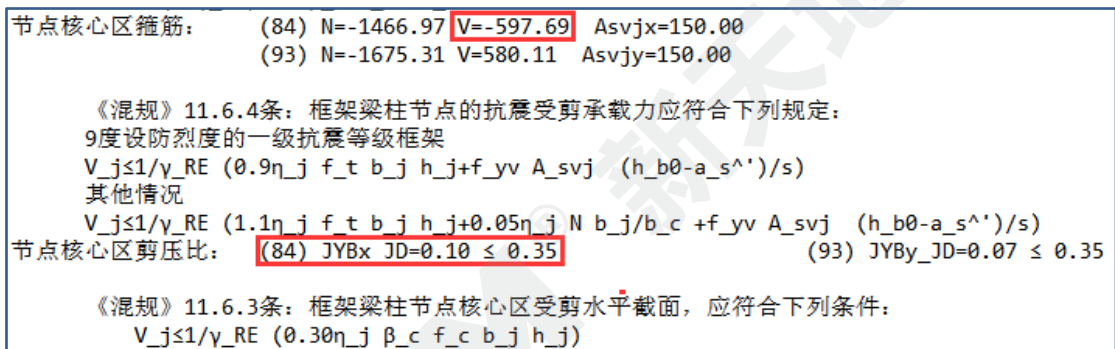 节点核心区箍筋： (84) N=-1466.97 V=-597.69 Asvjx=150.00
(93) N=-1675.31 V=580.11 Asvjy=150.00
《混规》11.6.4条：框架梁柱节点的抗震受剪承载力应符合下列规定：
9度设防烈度的一级抗震等级框架
V_j≤1/γ_RE (0.9η_j f_t b_j h_j+f_yv A_svj (h_b0-a_s^')/s)
其他情况
V_j≤1/γ_RE (1.1η_j f_t b_j h_j+0.05η_j N b_j/b_c +f_yv A_svj (h_b0-a_s^')/s)
节点核心区剪压比： (84) JYBx JD=0.10 ≤ 0.35 (93) JYBy_JD=0.07 ≤ 0.35
《混规》11.6.3条：框架梁柱节点核心区受剪水平截面，应符合下列条件：
V_j≤1/γ_RE (0.30η_j β_c f_c b_j h_j)
新天地
®